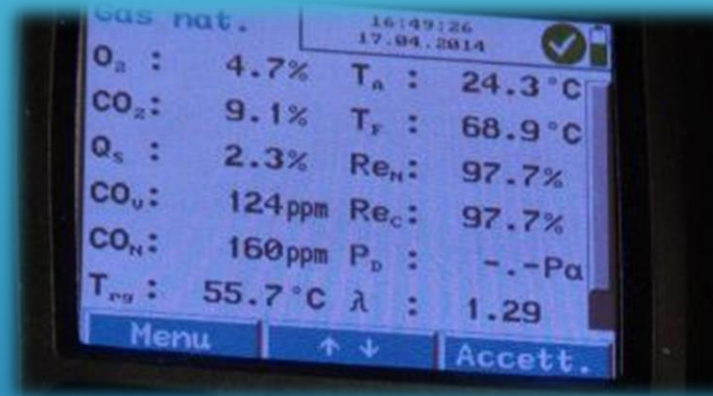 Gas nat.
16:49:26
17.04.2014
O₂ : 4.7% Tₐ : 24.3°C
CO₂: 9.1% T_F : 68.9°C
Qₛ : 2.3% Re_N: 97.7%
CO_U: 124ppm Re_C: 97.7%
CO_N: 160ppm P_D : -.-Pa
T_rg : 55.7°C λ : 1.29
Menu ↑ ↓ Accett.